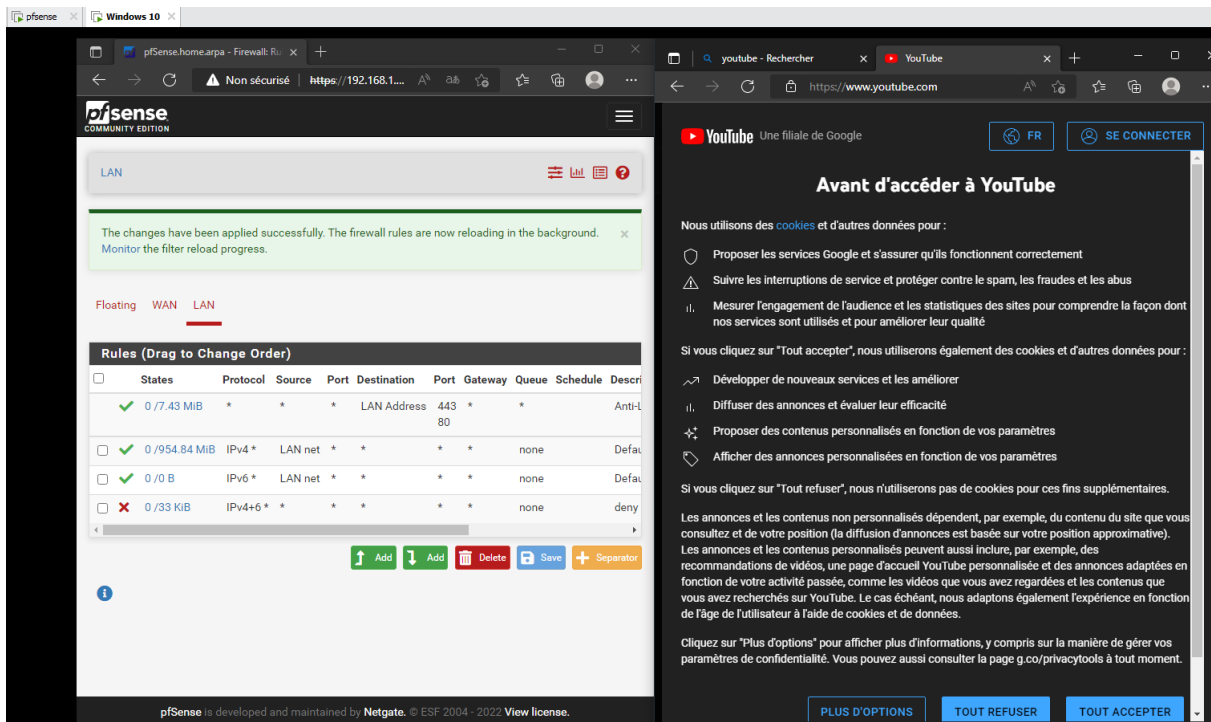 pfsense
Windows 10
pfSense.home.arpa - Firewall: Ru
Non sécurisé | https://192.168.1....
pfsense
COMMUNITY EDITION
LAN
The changes have been applied successfully. The firewall rules are now reloading in the background.
Monitor the filter reload progress.
Floating WAN LAN
Rules (Drag to Change Order)
States Protocol Source Port Destination Port Gateway Queue Schedule Descri
0 /7.43 MiB * * * LAN Address 443 * * Anti-L
80
0 /954.84 MiB IPv4 * LAN net * * * * none Defau
0 /0 B IPv6 * LAN net * * * * none Defau
0 /33 KiB IPv4+6 * * * * * * none deny
Add Add Delete Save Separator
pfSense is developed and maintained by Netgate. © ESF 2004 - 2022 View license.
youtube - Rechercher
YouTube
https://www.youtube.com
YouTube Une filiale de Google
FR
SE CONNECTER
Avant d'accéder à YouTube
Nous utilisons des cookies et d'autres données pour :
Proposer les services Google et s'assurer qu'ils fonctionnent correctement
Suivre les interruptions de service et protéger contre le spam, les fraudes et les abus
Mesurer l'engagement de l'audience et les statistiques des sites pour comprendre la façon dont
nos services sont utilisés et pour améliorer leur qualité
Si vous cliquez sur "Tout accepter", nous utiliserons également des cookies et d'autres données pour :
Développer de nouveaux services et les améliorer
Diffuser des annonces et évaluer leur efficacité
Proposer des contenus personnalisés en fonction de vos paramètres
Afficher des annonces personnalisées en fonction de vos paramètres
Si vous cliquez sur "Tout refuser", nous n'utiliserons pas de cookies pour ces fins supplémentaires.
Les annonces et les contenus non personnalisés dépendent, par exemple, du contenu du site que vous
consultez et de votre position (la diffusion d'annonces est basée sur votre position approximative).
Les annonces et les contenus personnalisés peuvent aussi inclure, par exemple, des
recommandations de vidéos, une page d'accueil YouTube personnalisée et des annonces adaptées en
fonction de votre activité passée, comme les vidéos que vous avez regardées et les contenus que
vous avez recherchés sur YouTube. Le cas échéant, nous adaptons également l'expérience en fonction
de l'âge de l'utilisateur à l'aide de cookies et de données.
Cliquez sur "Plus d'options" pour afficher plus d'informations, y compris sur la manière de gérer vos
paramètres de confidentialité. Vous pouvez aussi consulter la page g.co/privacytools à tout moment.
PLUS D'OPTIONS
TOUT REFUSER
TOUT ACCEPTER